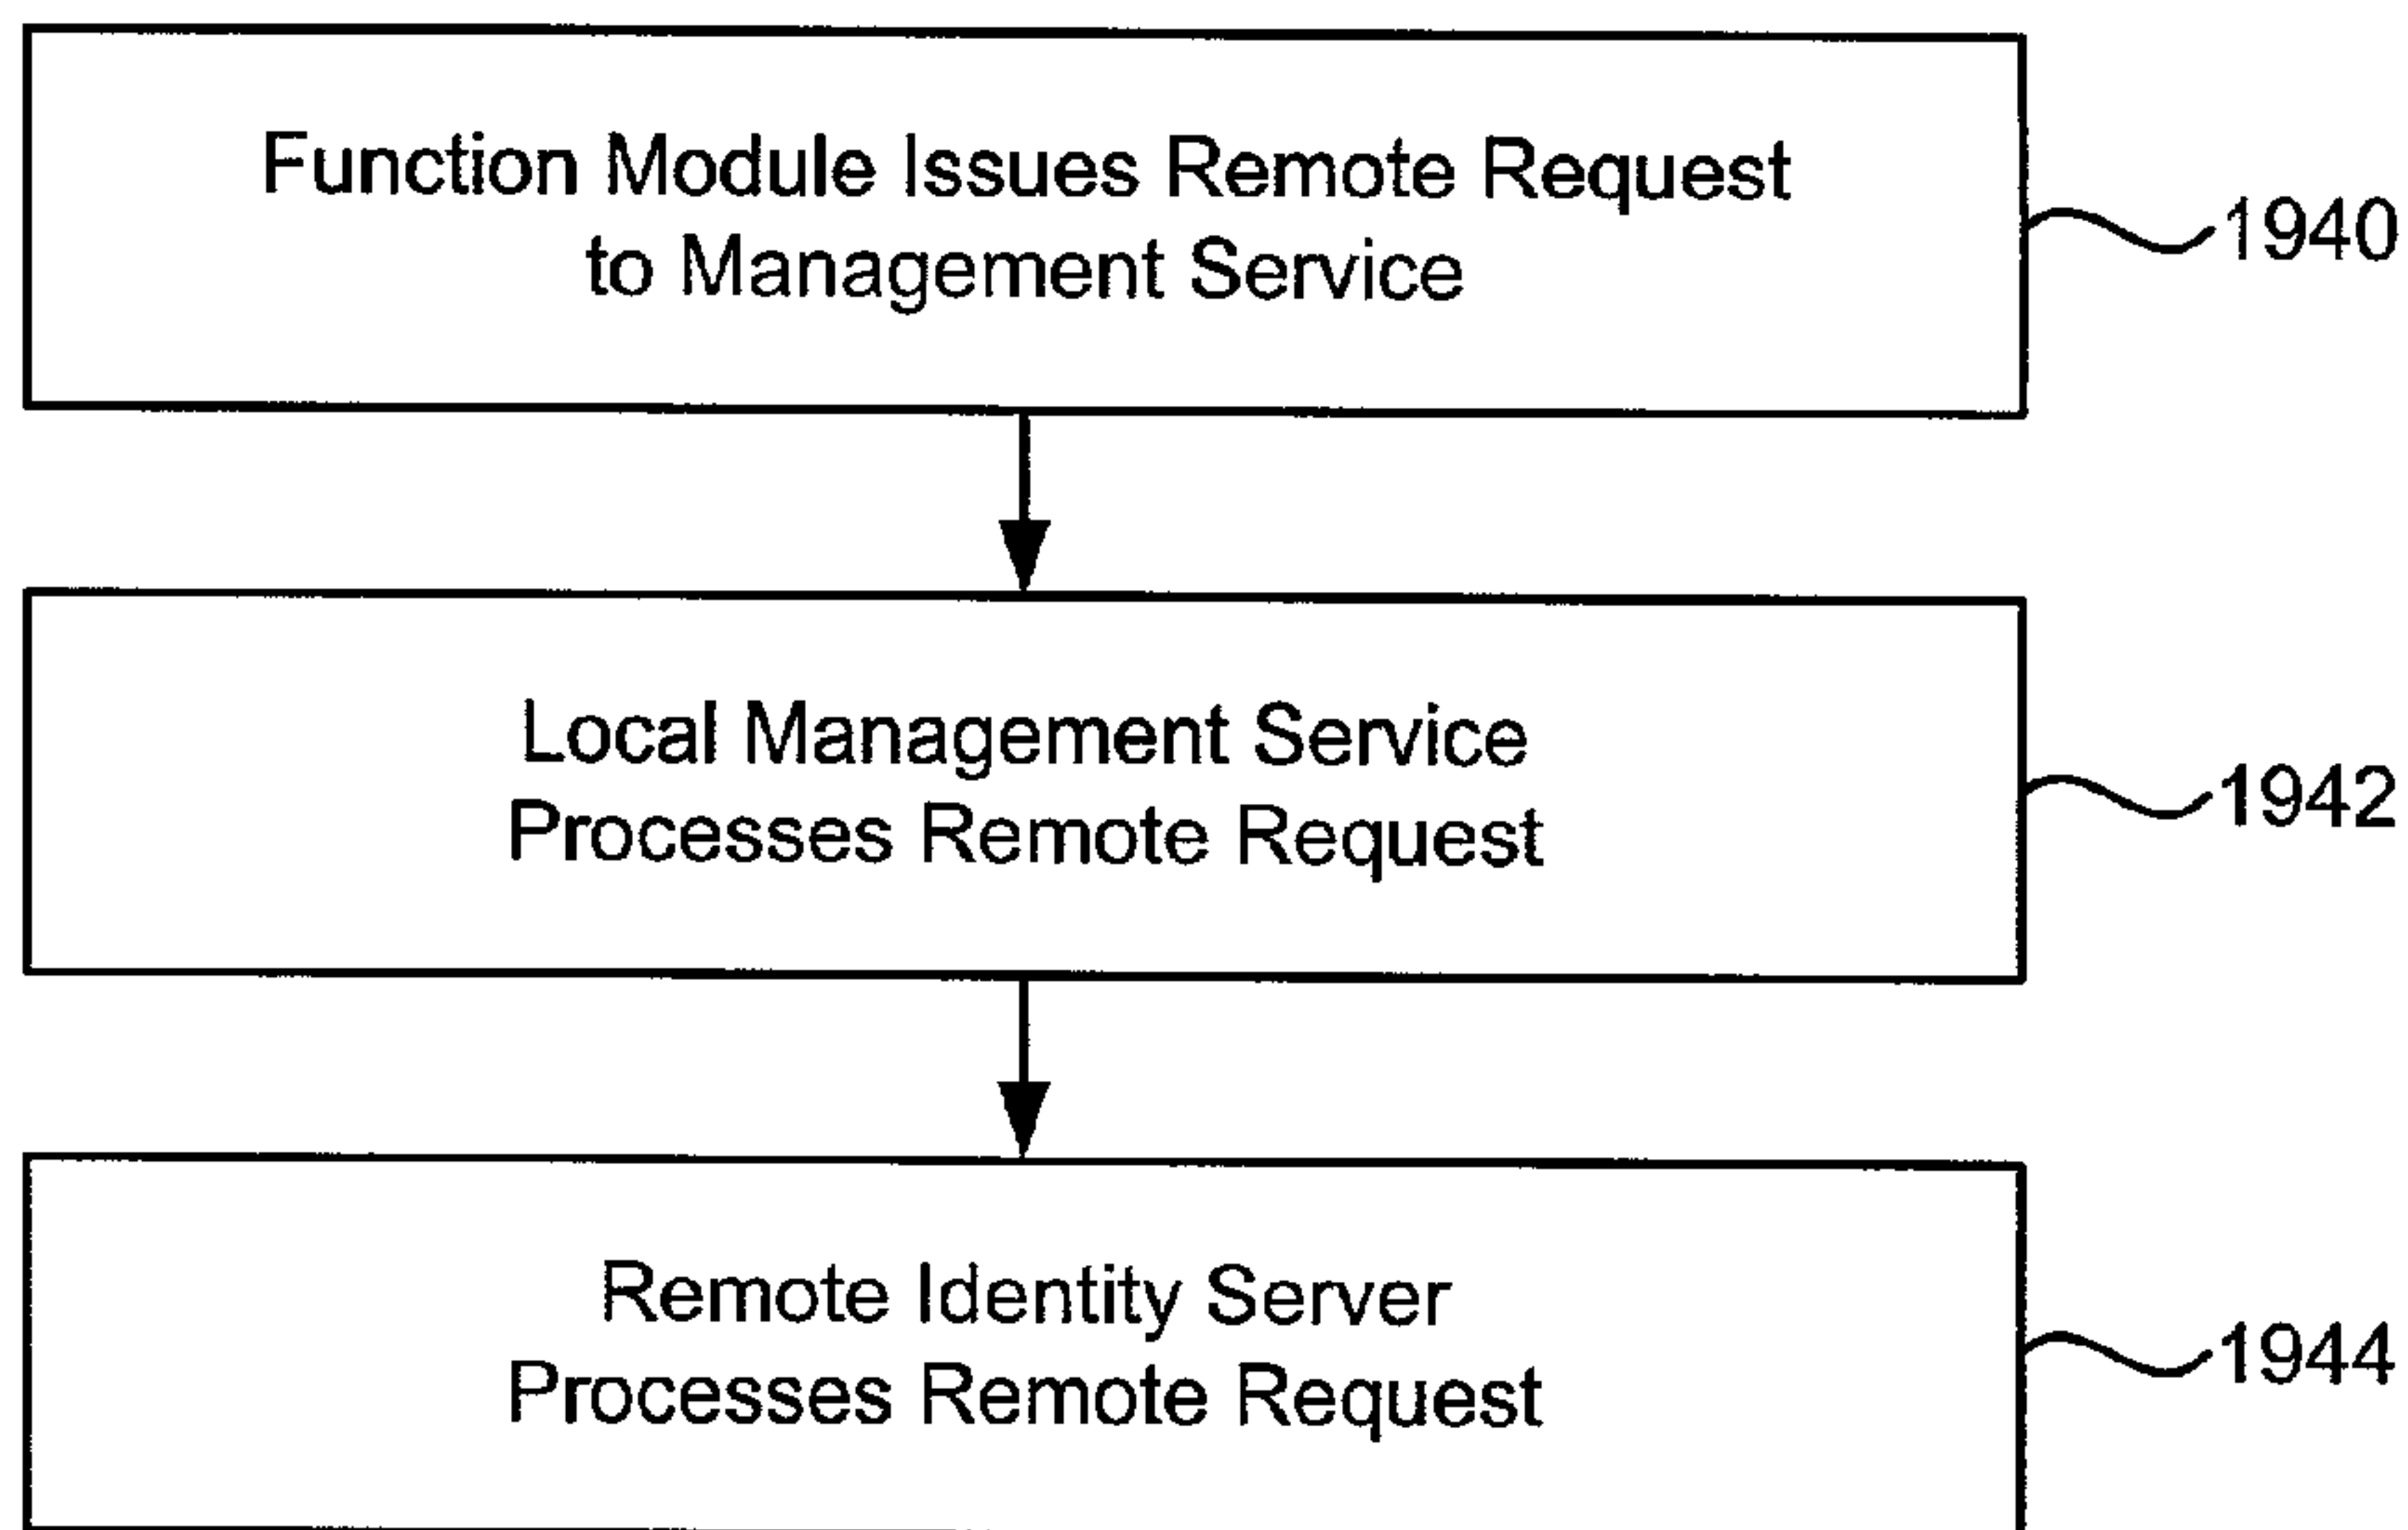 Function Module Issues Remote Request
to Management Service
1940
Local Management Service
Processes Remote Request
1942
Remote Identity Server
Processes Remote Request
1944